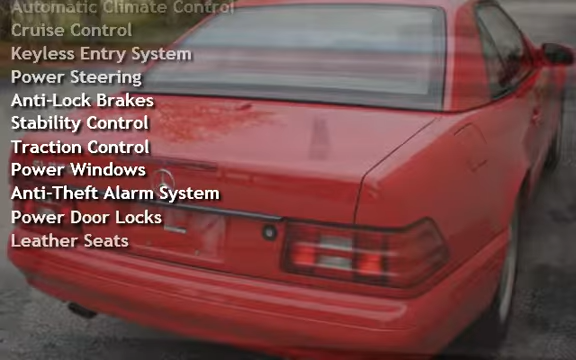 Automatic Climate Control
Cruise Control
Keyless Entry System
Power Steering
Anti-Lock Brakes
Stability Control
Traction Control
Power Windows
Anti-Theft Alarm System
Power Door Locks
Leather Seats